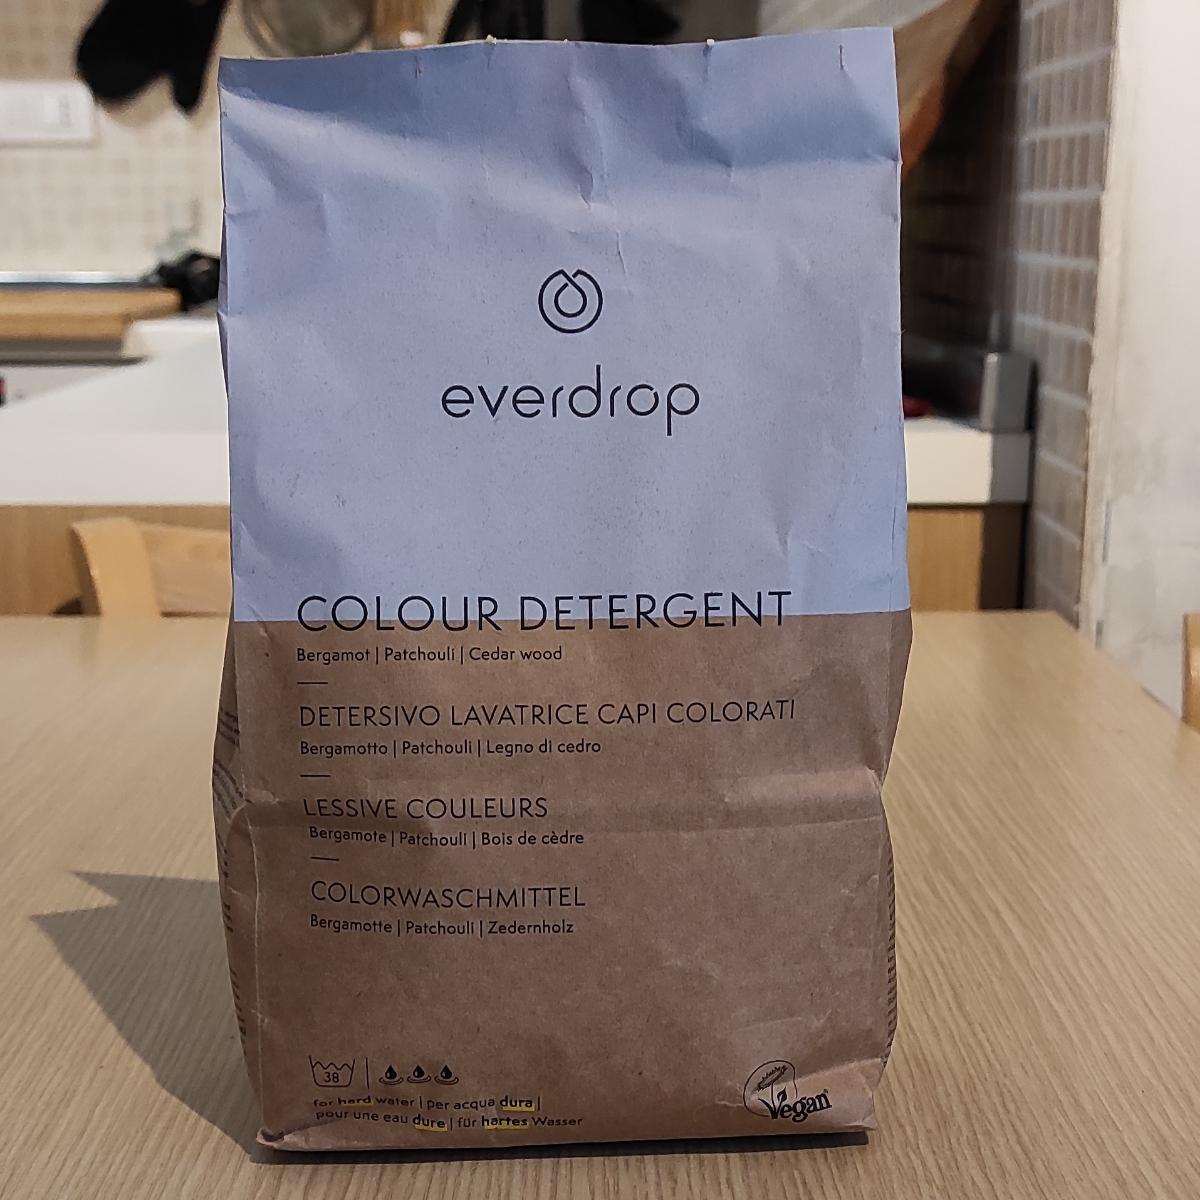 everdrop
COLOUR DETERGENT
Bergamot | Patchouli | Cedar wood
DETERSIVO LAVATRICE CAPI COLORATI
Bergamotto | Patchouli | Legno di cedro
LESSIVE COULEURS
Bergamote | Patchouli | Bois de cèdre
COLORWASCHMITTEL
Bergamotte | Patchouli | Zedernholz
38
for hard water | per acqua dura |
pour une eau dure | für hartes Wasser
Vegan